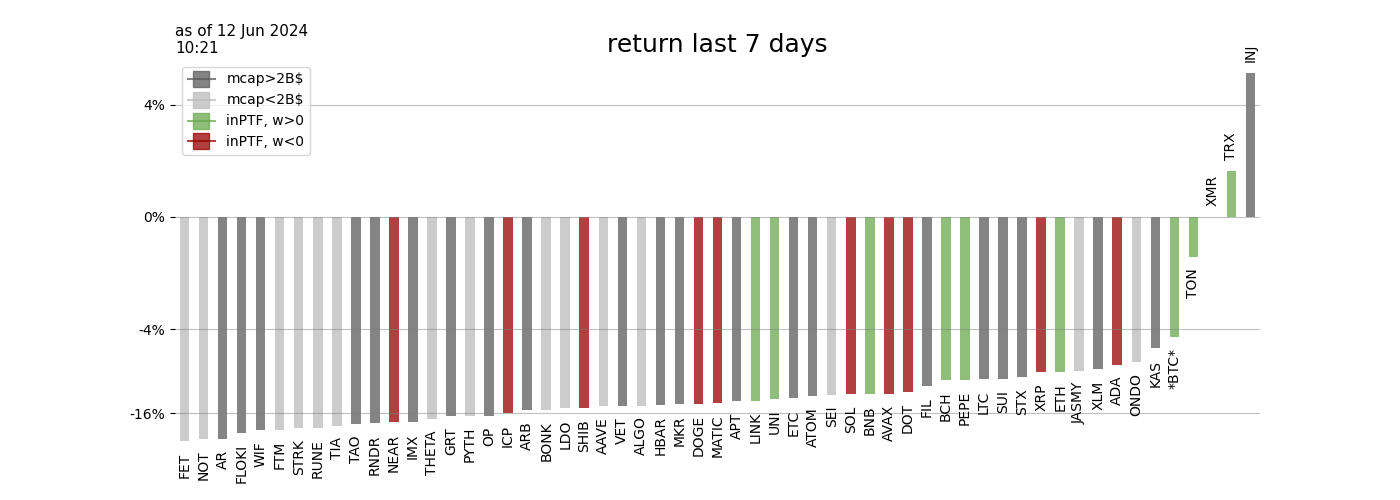 as of 12 Jun 2024
10:21
return last 7 days
mcap>2B$
mcap<2B$
inPTF, w>0
inPTF, w<0
4%
0%
-4%
-16%
FET
NOT
AR
FLOKI
WIF
FTM
STRK
RUNE
TIA
TAO
RNDR
NEAR
IMX
THETA
GRT
PYTH
OP
ICP
ARB
BONK
LDO
SHIB
AAVE
VET
ALGO
HBAR
MKR
DOGE
MATIC
APT
LINK
UNI
ETC
ATOM
SEI
SOL
BNB
AVAX
DOT
FIL
BCH
PEPE
LTC
SUI
STX
XRP
ETH
JASMY
XLM
ADA
ONDO
KAS
*BTC*
TON
XMR
TRX
INJ